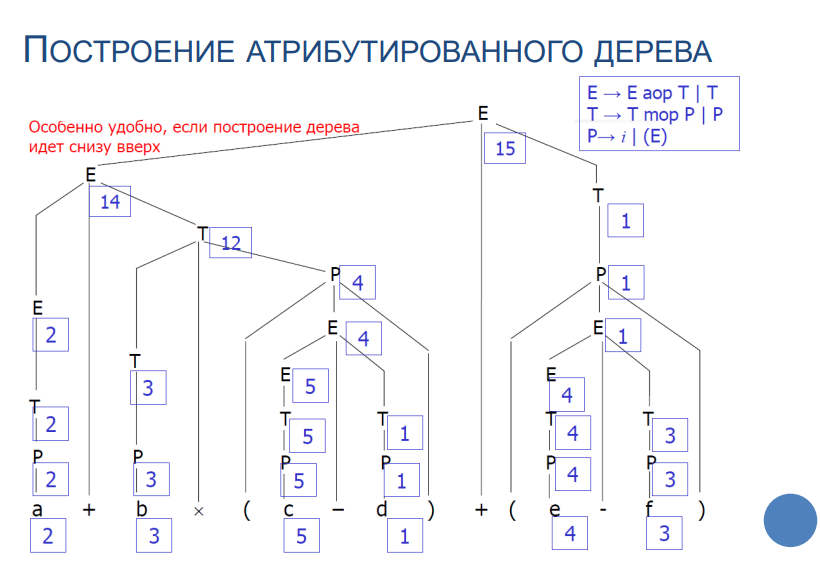 ПОСТРОЕНИЕ АТРИБУТИРОВАННОГО ДЕРЕВА
E → E aop T | T
T → T mop P | P
P→ i | (E)
Особенно удобно, если построение дерева
идет снизу вверх
E
15
E
14
T
1
T
12
P
4
P
1
E
2
E
4
E
1
T
3
E
5
E
4
T
2
T
5
T
1
T
4
T
3
P
2
P
3
P
5
P
1
P
4
P
3
a + b × ( c – d ) + ( e - f )
2 3 5 1 4 3